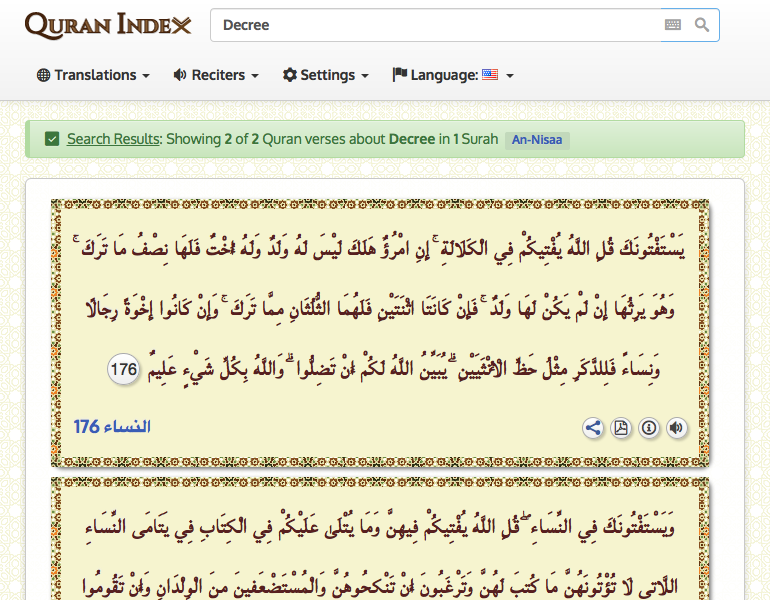 QURAN INDEX
Decree
Translations
Reciters
Settings
Language:
Search Results: Showing 2 of 2 Quran verses about Decree in 1 Surah An-Nisaa
يَسْتَفْتُونَكَ قُلِ اللَّهُ يُفْتِيكُمْ فِي الْكَلَالَةِ ۚ إِنِ امْرُؤٌ هَلَكَ لَيْسَ لَهُ وَلَدٌ وَلَهُ أُخْتٌ فَلَهَا نِصْفُ مَا تَرَكَ ۚ
وَهُوَ يَرِثُهَا إِنْ لَمْ يَكُنْ لَهَا وَلَدٌ ۚ فَإِنْ كَانَتَا اثْنَتَيْنِ فَلَهُمَا الثُّلُثَانِ مِمَّا تَرَكَ ۚ وَإِنْ كَانُوا إِخْوَةً رِجَالًا
وَنِسَاءً فَلِلذَّكَرِ مِثْلُ حَظِّ الْأُنْثَيَيْنِ ۗ يُبَيِّنُ اللَّهُ لَكُمْ أَنْ تَضِلُّوا ۗ وَاللَّهُ بِكُلِّ شَيْءٍ عَلِيمٌ 176
النساء 176
وَيَسْتَفْتُونَكَ فِي النِّسَاءِ ۖ قُلِ اللَّهُ يُفْتِيكُمْ فِيهِنَّ وَمَا يُتْلَىٰ عَلَيْكُمْ فِي الْكِتَابِ فِي يَتَامَى النِّسَاءِ
اللَّاتِي لَا تُؤْتُونَهُنَّ مَا كُتِبَ لَهُنَّ وَتَرْغَبُونَ أَنْ تَنْكِحُوهُنَّ وَالْمُسْتَضْعَفِينَ مِنَ الْوِلْدَانِ وَأَنْ تَقُومُوا